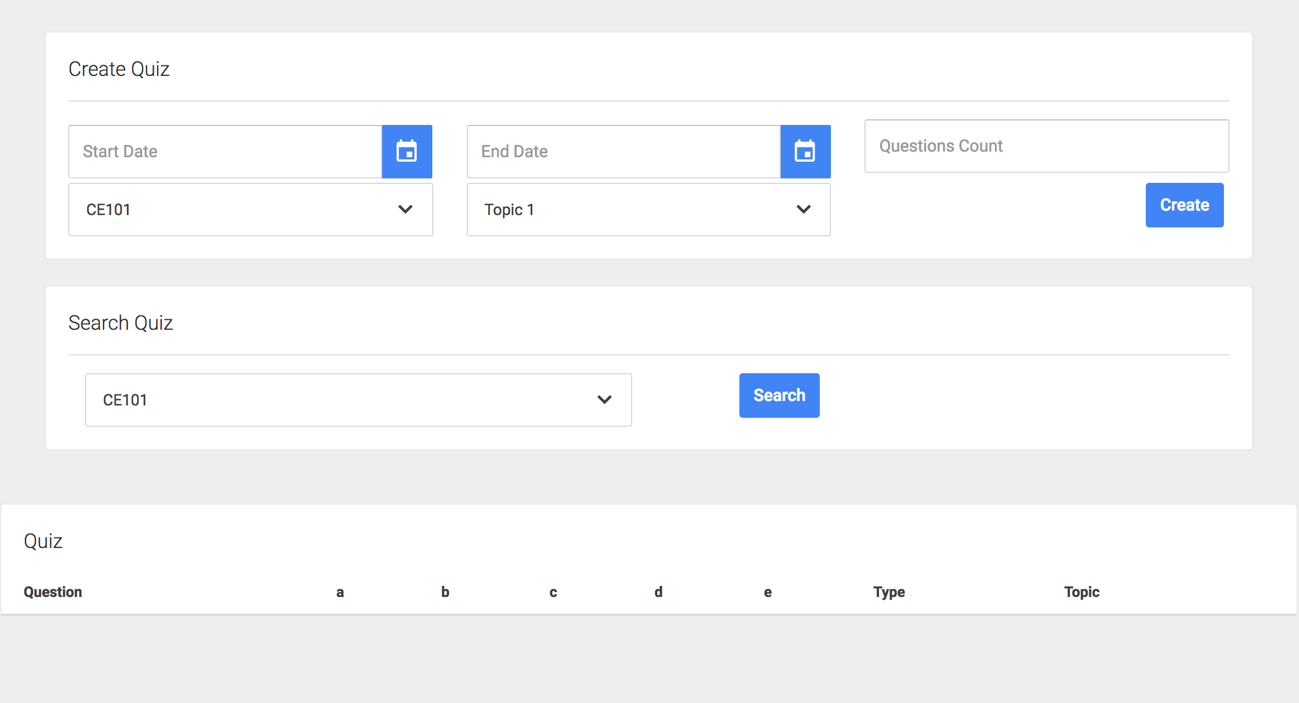 Create Quiz
Start Date End Date Questions Count
CE101 Topic 1 Create
Search Quiz
CE101 Search
Quiz
Question a b c d e Type Topic